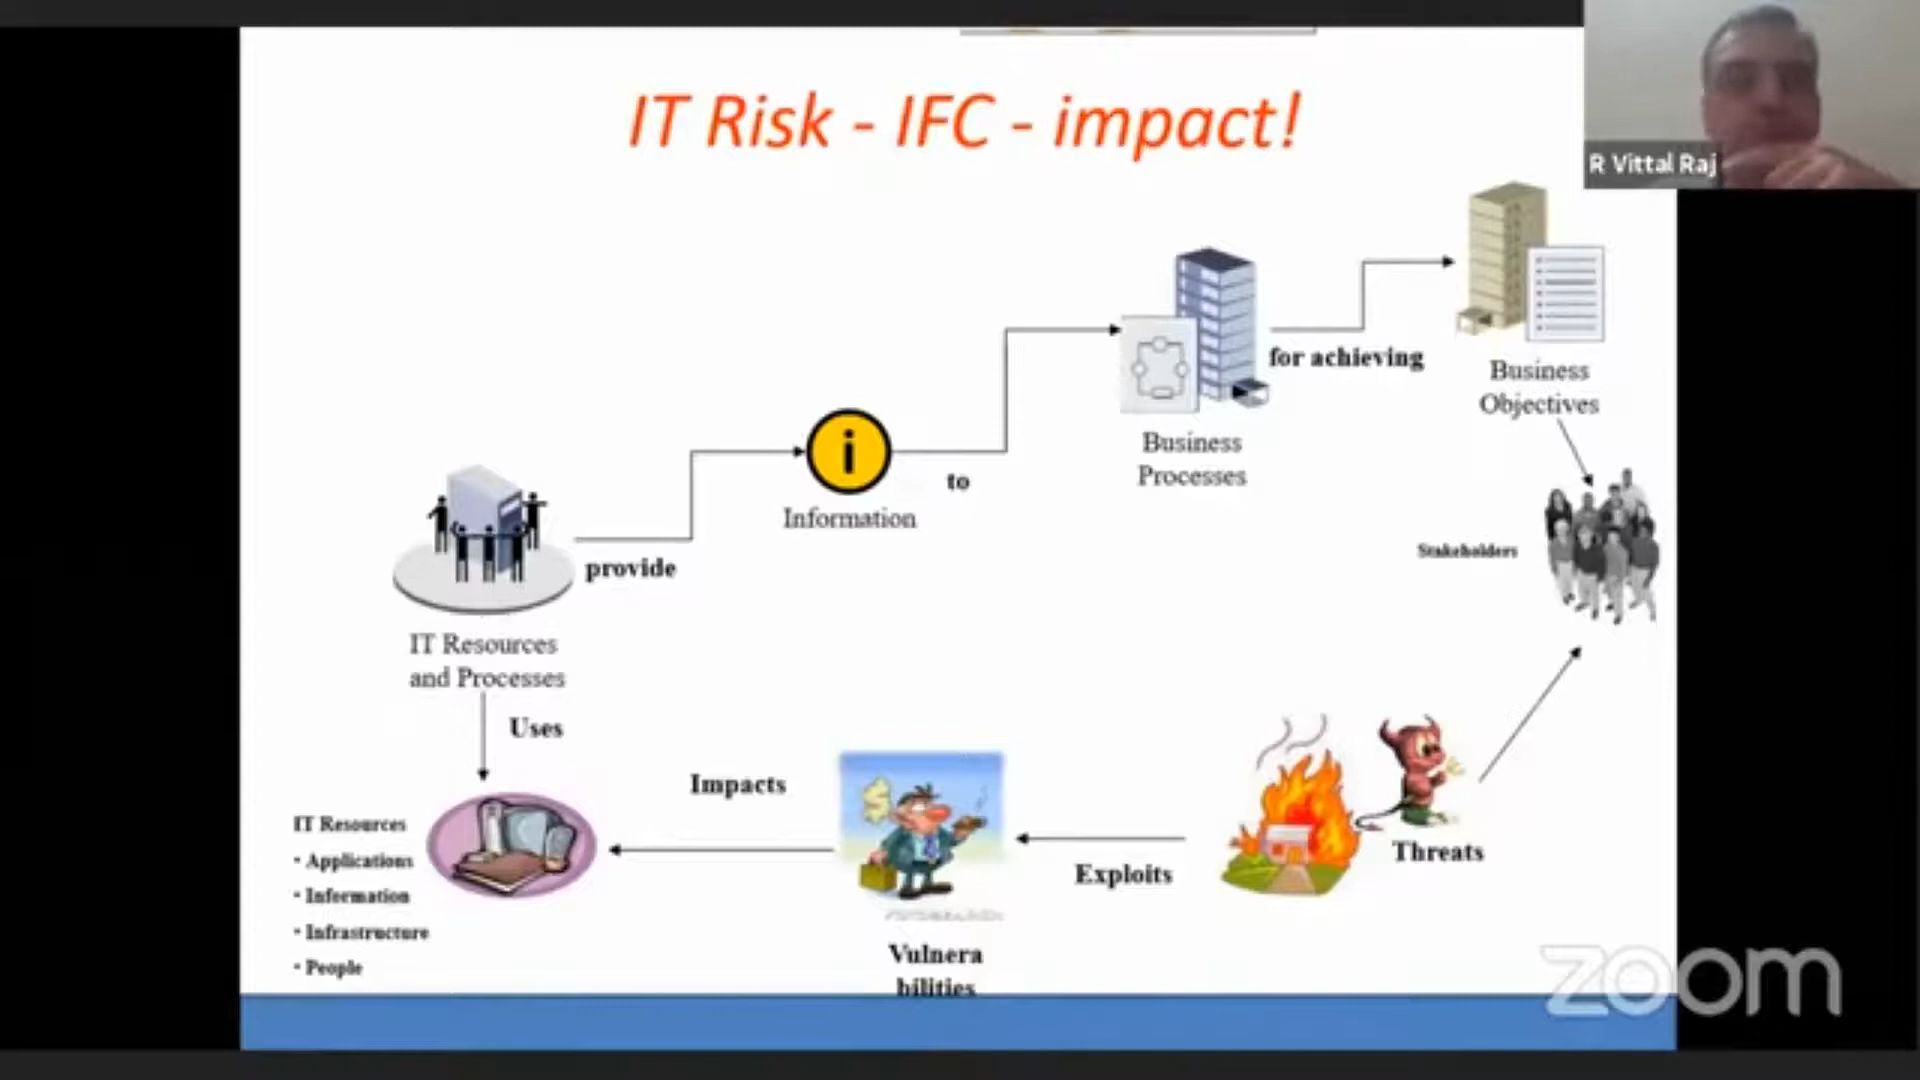 IT Risk - IFC - impact!
R Vittal Raj
for achieving
Business
Objectives
Business
Processes
to
Information
Stakeholders
provide
IT Resources
and Processes
Uses
Impacts
IT Resources
• Applications
• Information
• Infrastructure
• People
Exploits
Threats
Vulnera
bilities
zoom